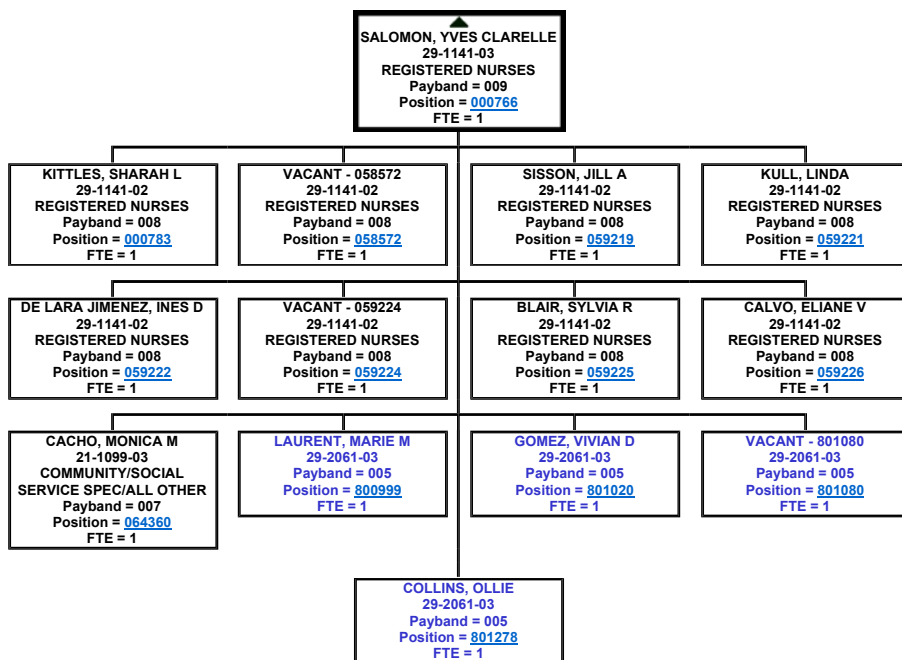 SALOMON, YVES CLARELLE
29-1141-03
REGISTERED NURSES
Payband = 009
Position = 000766
FTE = 1
KITTLES, SHARAH L
29-1141-02
REGISTERED NURSES
Payband = 008
Position = 000783
FTE = 1
VACANT - 058572
29-1141-02
REGISTERED NURSES
Payband = 008
Position = 058572
FTE = 1
SISSON, JILL A
29-1141-02
REGISTERED NURSES
Payband = 008
Position = 059219
FTE = 1
KULL, LINDA
29-1141-02
REGISTERED NURSES
Payband = 008
Position = 059221
FTE = 1
DE LARA JIMENEZ, INES D
29-1141-02
REGISTERED NURSES
Payband = 008
Position = 059222
FTE = 1
VACANT - 059224
29-1141-02
REGISTERED NURSES
Payband = 008
Position = 059224
FTE = 1
BLAIR, SYLVIA R
29-1141-02
REGISTERED NURSES
Payband = 008
Position = 059225
FTE = 1
CALVO, ELIANE V
29-1141-02
REGISTERED NURSES
Payband = 008
Position = 059226
FTE = 1
CACHO, MONICA M
21-1099-03
COMMUNITY/SOCIAL
SERVICE SPEC/ALL OTHER
Payband = 007
Position = 064360
FTE = 1
LAURENT, MARIE M
29-2061-03
Payband = 005
Position = 800999
FTE = 1
GOMEZ, VIVIAN D
29-2061-03
Payband = 005
Position = 801020
FTE = 1
VACANT - 801080
29-2061-03
Payband = 005
Position = 801080
FTE = 1
COLLINS, OLLIE
29-2061-03
Payband = 005
Position = 801278
FTE = 1